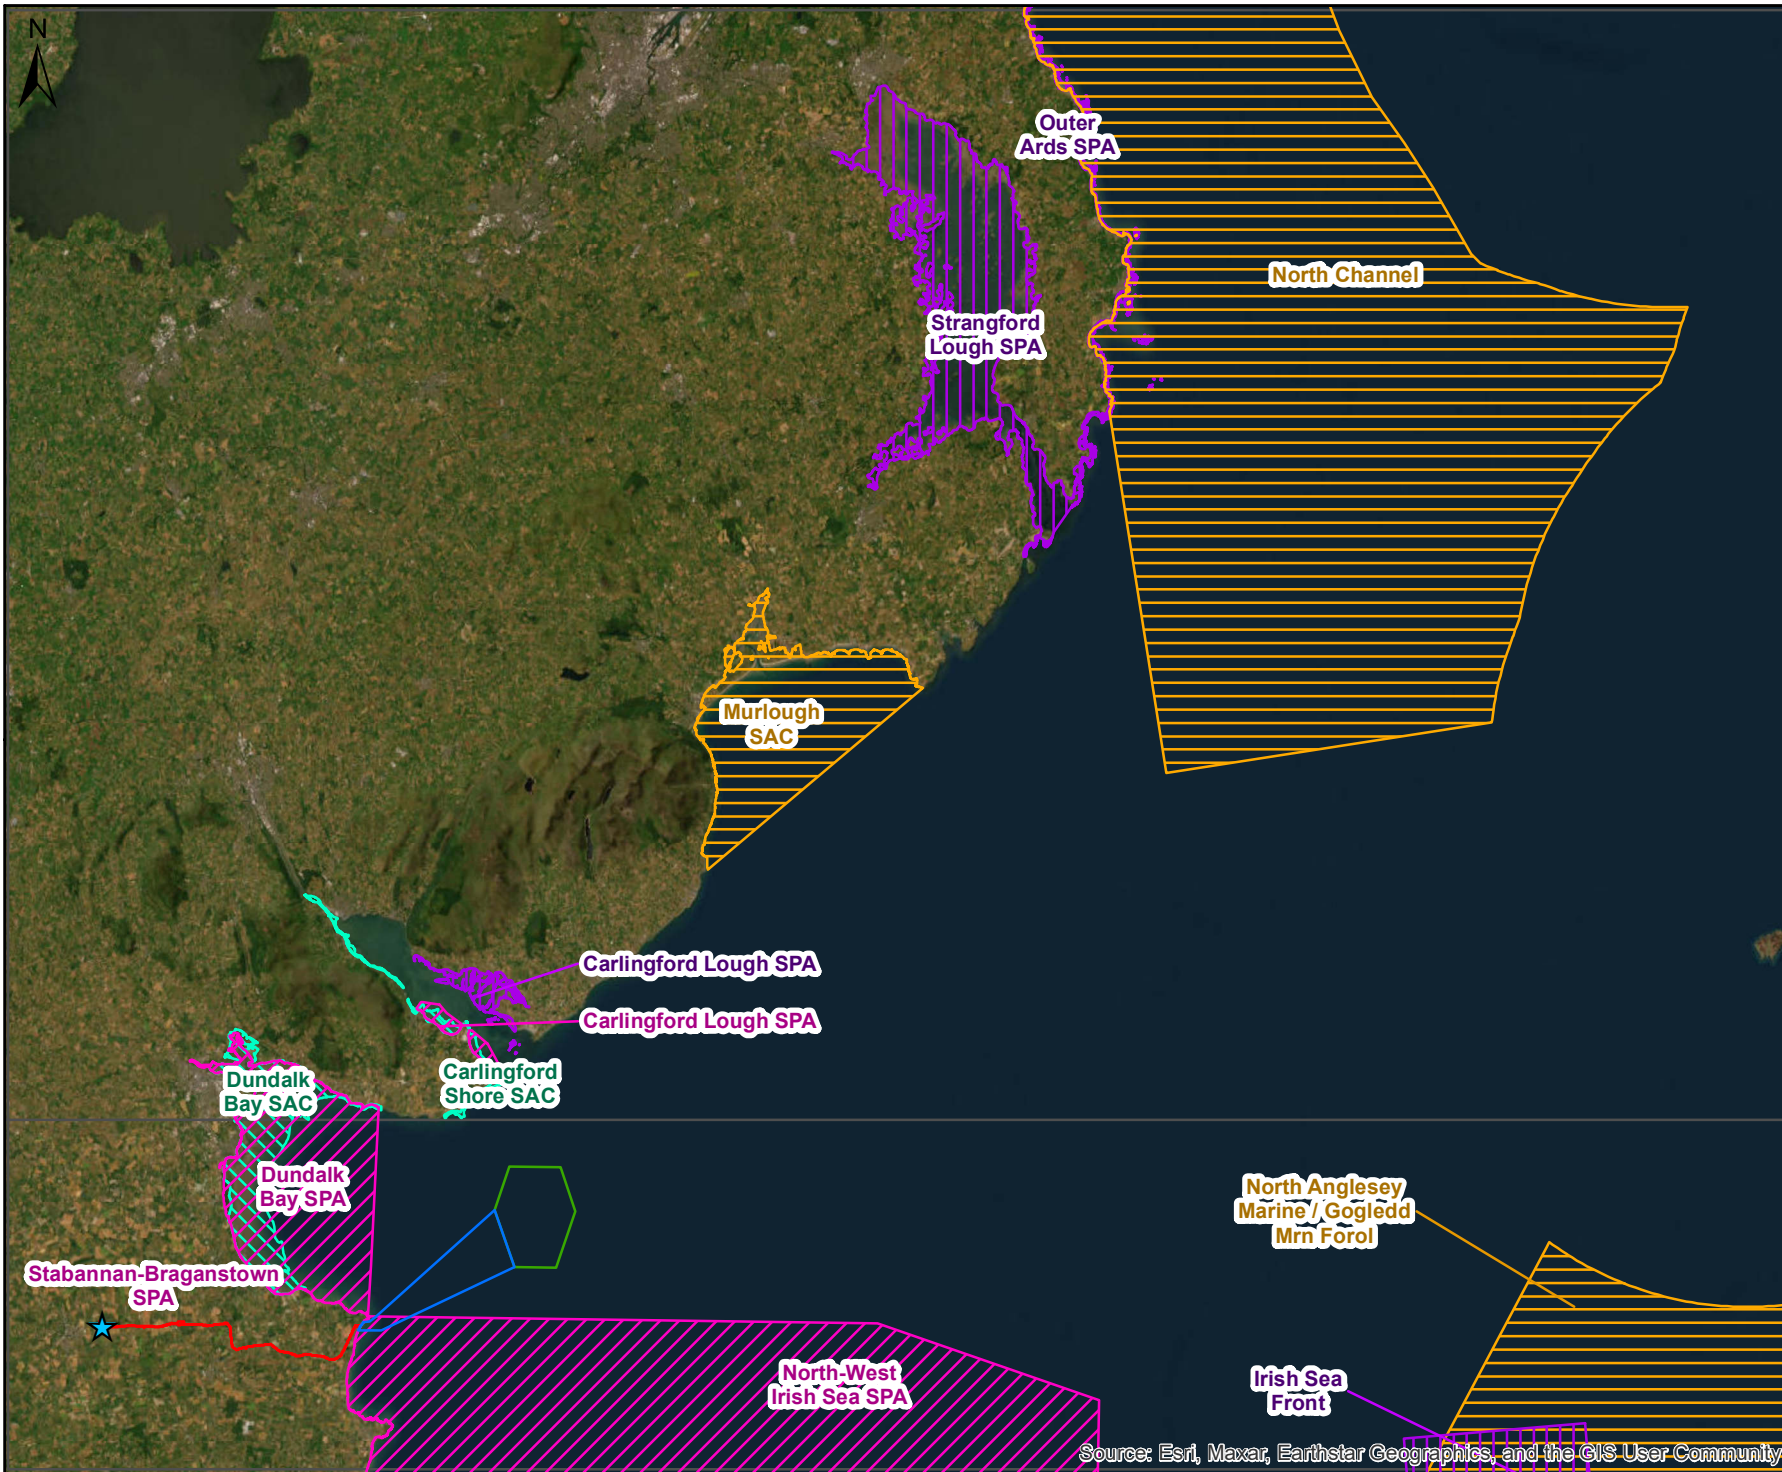 N
Outer
Ards SPA
North Channel
Strangford
Lough SPA
Murlough
SAC
Carlingford Lough SPA
Carlingford Lough SPA
Carlingford
Shore SAC
Dundalk
Bay SAC
Dundalk
Bay SPA
North Anglesey
Marine / Gogledd
Mrn Forol
Stabannan-Braganstown
SPA
North-West
Irish Sea SPA
Irish Sea
Front
Source: Esri, Maxar, Earthstar Geographics, and the GIS User Community